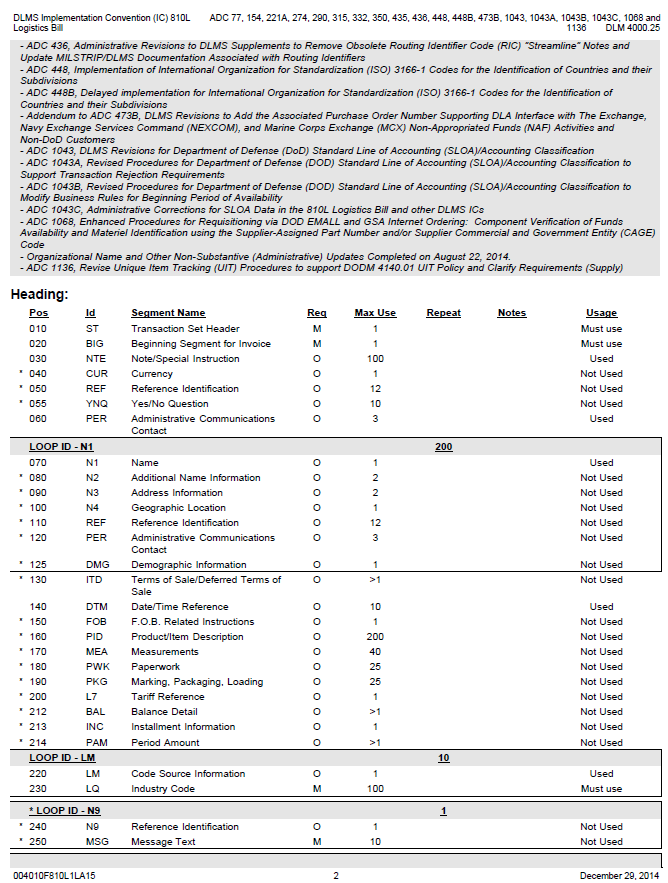 DLMS Implementation Convention (IC) 810L ADC 77, 154, 221A, 274, 290, 315, 332, 350, 435, 436, 448, 448B, 473B, 1043, 1043A, 1043B, 1043C, 1068 and
Logistics Bill 1136 DLM 4000.25
- ADC 436, Administrative Revisions to DLMS Supplements to Remove Obsolete Routing Identifier Code (RIC) "Streamline" Notes and
Update MILSTRIP/DLMS Documentation Associated with Routing Identifiers
- ADC 448, Implementation of International Organization for Standardization (ISO) 3166-1 Codes for the Identification of Countries and their
Subdivisions
- ADC 448B, Delayed implementation for International Organization for Standardization (ISO) 3166-1 Codes for the Identification of
Countries and their Subdivisions
- Addendum to ADC 473B, DLMS Revisions to Add the Associated Purchase Order Number Supporting DLA Interface with The Exchange,
Navy Exchange Services Command (NEXCOM), and Marine Corps Exchange (MCX) Non-Appropriated Funds (NAF) Activities and
Non-DoD Customers
- ADC 1043, DLMS Revisions for Department of Defense (DoD) Standard Line of Accounting (SLOA)/Accounting Classification
- ADC 1043A, Revised Procedures for Department of Defense (DOD) Standard Line of Accounting (SLOA)/Accounting Classification to
Support Transaction Rejection Requirements
- ADC 1043B, Revised Procedures for Department of Defense (DOD) Standard Line of Accounting (SLOA)/Accounting Classification to
Modify Business Rules for Beginning Period of Availability
- ADC 1043C, Administrative Corrections for SLOA Data in the 810L Logistics Bill and other DLMS ICs
- ADC 1068, Enhanced Procedures for Requisitioning via DOD EMALL and GSA Internet Ordering: Component Verification of Funds
Availability and Materiel Identification using the Supplier-Assigned Part Number and/or Supplier Commercial and Government Entity (CAGE)
Code
- Organizational Name and Other Non-Substantive (Administrative) Updates Completed on August 22, 2014.
- ADC 1136, Revise Unique Item Tracking (UIT) Procedures to support DODM 4140.01 UIT Policy and Clarify Requirements (Supply)
Heading:
Pos Id Segment Name Req Max Use Repeat Notes Usage
010 ST Transaction Set Header M 1 Must use
020 BIG Beginning Segment for Invoice M 1 Must use
030 NTE Note/Special Instruction O 100 Used
* 040 CUR Currency O 1 Not Used
* 050 REF Reference Identification O 12 Not Used
* 055 YNQ Yes/No Question O 10 Not Used
060 PER Administrative Communications O 3 Used
Contact
LOOP ID - N1 200
070 N1 Name O 1 Used
* 080 N2 Additional Name Information O 2 Not Used
* 090 N3 Address Information O 2 Not Used
* 100 N4 Geographic Location O 1 Not Used
* 110 REF Reference Identification O 12 Not Used
* 120 PER Administrative Communications O 3 Not Used
Contact
* 125 DMG Demographic Information O 1 Not Used
* 130 ITD Terms of Sale/Deferred Terms of O >1 Not Used
Sale
140 DTM Date/Time Reference O 10 Used
* 150 FOB F.O.B. Related Instructions O 1 Not Used
* 160 PID Product/Item Description O 200 Not Used
* 170 MEA Measurements O 40 Not Used
* 180 PWK Paperwork O 25 Not Used
* 190 PKG Marking, Packaging, Loading O 25 Not Used
* 200 L7 Tariff Reference O 1 Not Used
* 212 BAL Balance Detail O >1 Not Used
* 213 INC Installment Information O 1 Not Used
* 214 PAM Period Amount O >1 Not Used
LOOP ID - LM 10
220 LM Code Source Information O 1 Used
230 LQ Industry Code M 100 Must use
* LOOP ID - N9 1
* 240 N9 Reference Identification O 1 Not Used
* 250 MSG Message Text M 10 Not Used
004010F810L1LA15 2 December 29, 2014